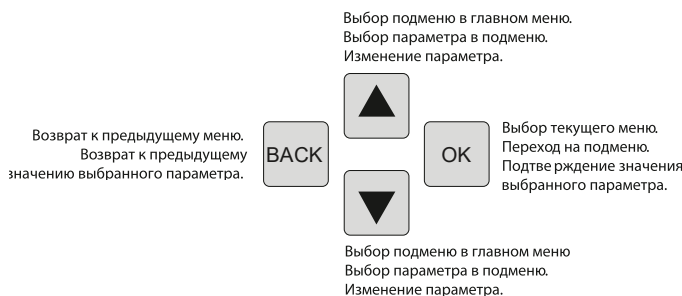 Выбор подменю в главном меню.
Выбор параметра в подменю.
Изменение параметра.
Возврат к предыдущему меню.
Возврат к предыдущему
значению выбранного параметра.
BACK
OK
Выбор текущего меню.
Переход на подменю.
Подтве рждение значения
выбранного параметра.
Выбор подменю в главном меню
Выбор параметра в подменю.
Изменение параметра.